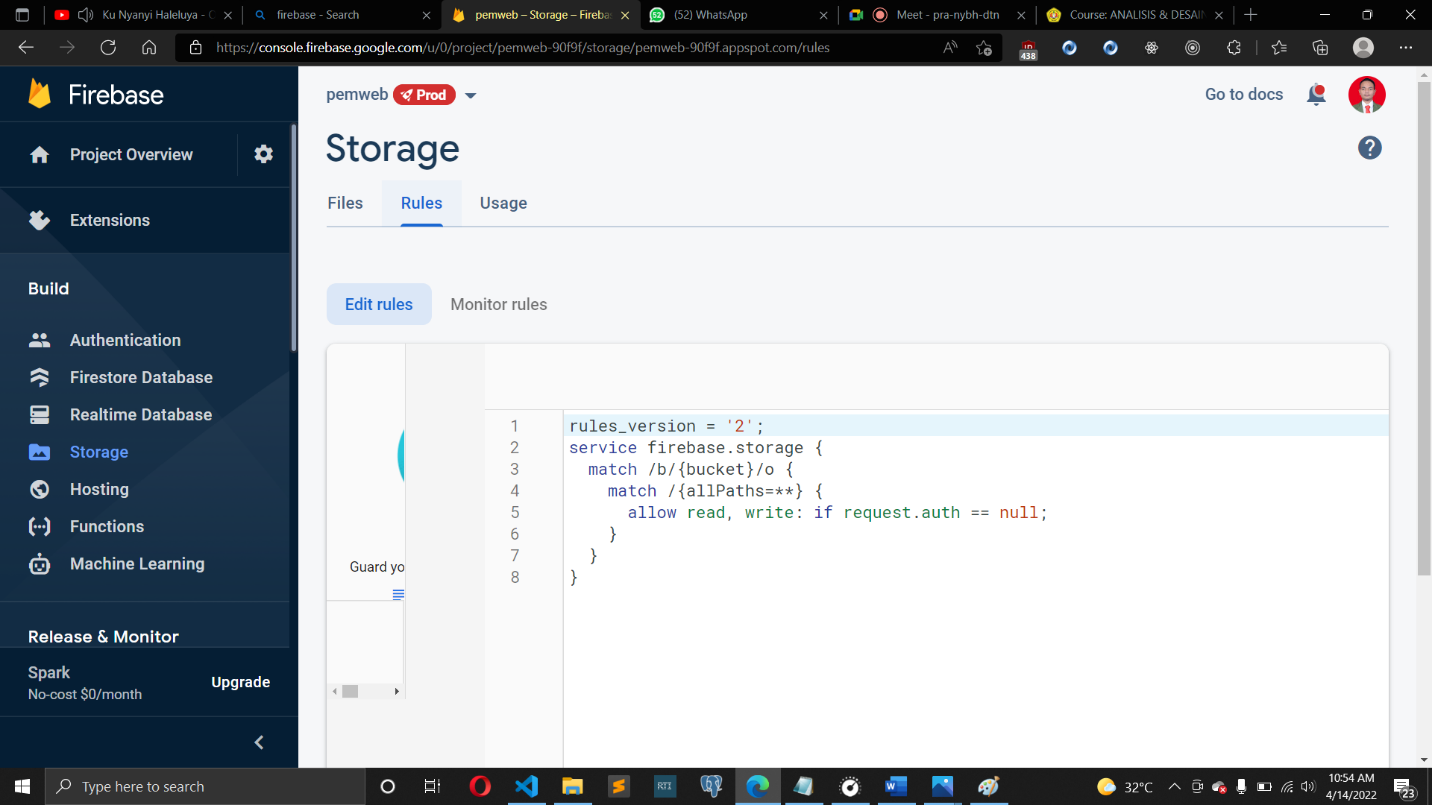 Ku Nyanyi Haleluya - 
firebase - Search
pemweb – Storage – Fireba
(52) WhatsApp
Meet - pra-nybh-dtn
Course: ANALISIS & DESAIN
https://console.firebase.google.com/u/0/project/pemweb-90f9f/storage/pemweb-90f9f.appspot.com/rules
438
Firebase
Project Overview
Extensions
Build
Authentication
Firestore Database
Realtime Database
Storage
Hosting
Functions
Machine Learning
Release & Monitor
Spark
No-cost $0/month
Upgrade
pemweb
Prod
Go to docs
Storage
Files
Rules
Usage
Edit rules
Monitor rules
Guard yo
1 rules_version = '2';
2 service firebase.storage {
3 match /b/{bucket}/o {
4 match /{allPaths=**} {
5 allow read, write: if request.auth == null;
6 }
7 }
8 }
Type here to search
RTI
32°C
10:54 AM
4/14/2022
23